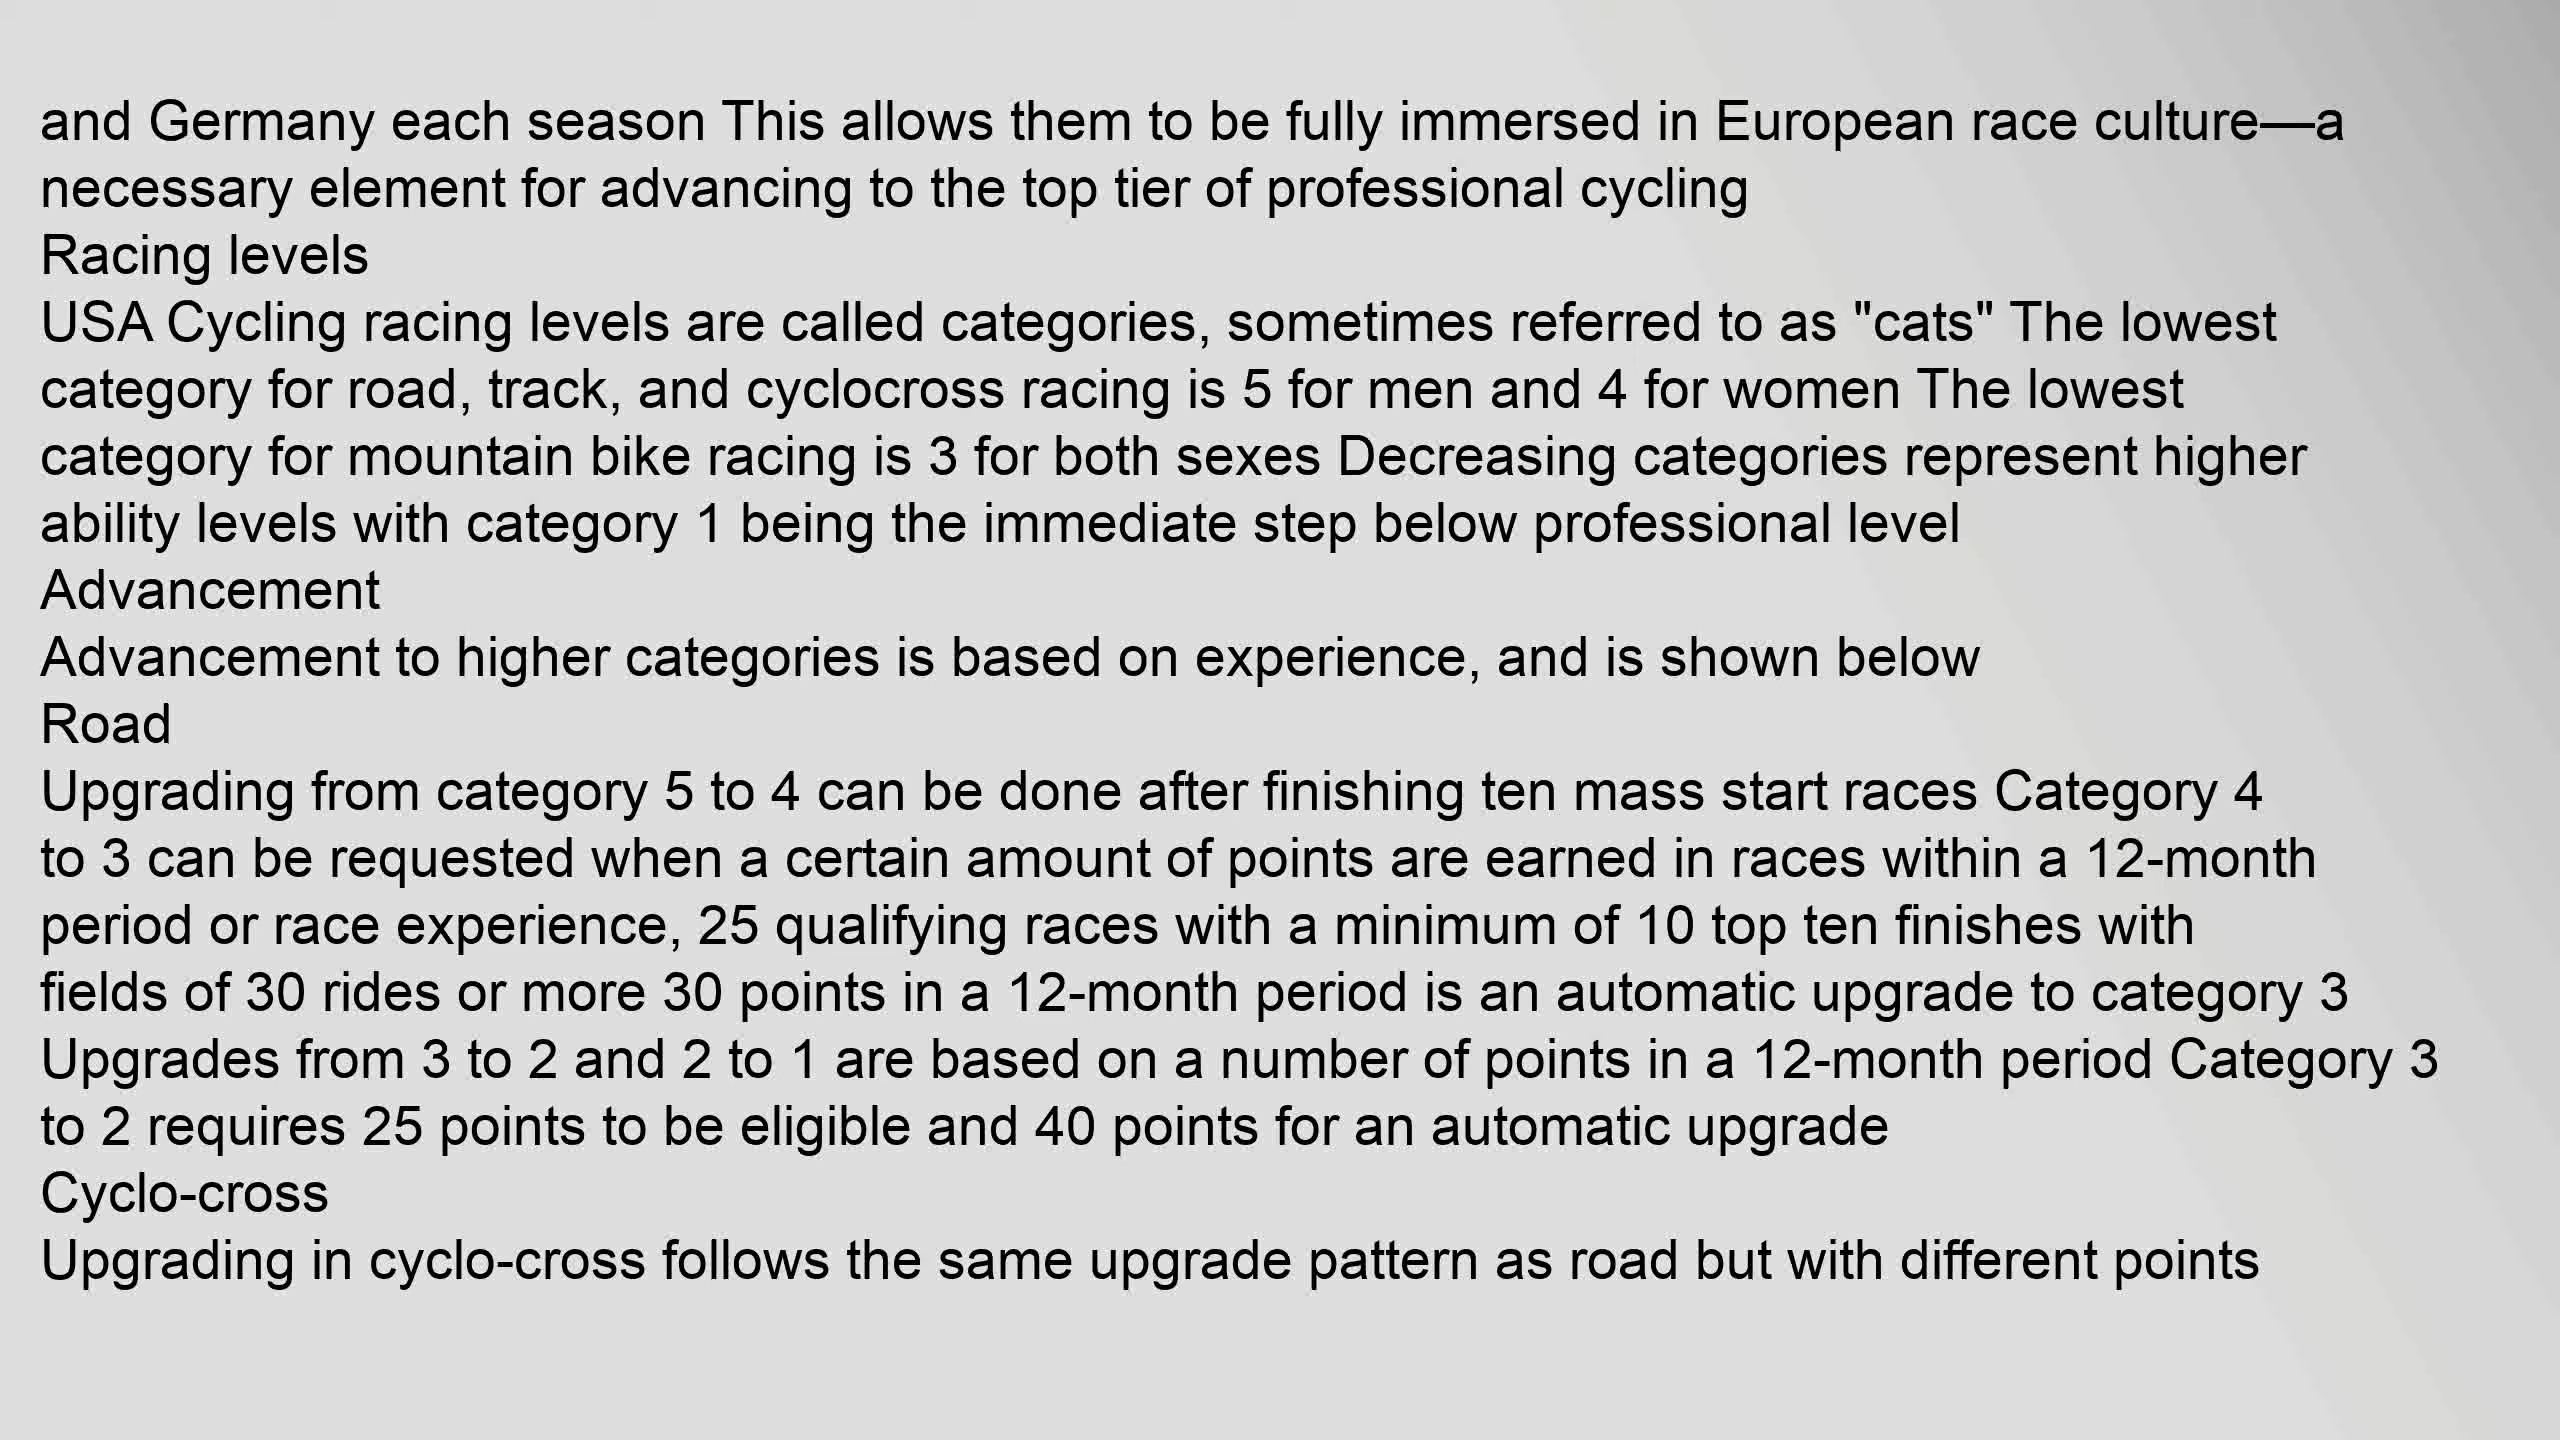 and Germany each season This allows them to be fully immersed in European race culture—a
necessary element for advancing to the top tier of professional cycling
Racing levels
USA Cycling racing levels are called categories, sometimes referred to as "cats" The lowest
category for road, track, and cyclocross racing is 5 for men and 4 for women The lowest
category for mountain bike racing is 3 for both sexes Decreasing categories represent higher
ability levels with category 1 being the immediate step below professional level
Advancement
Advancement to higher categories is based on experience, and is shown below
Road
Upgrading from category 5 to 4 can be done after finishing ten mass start races Category 4
to 3 can be requested when a certain amount of points are earned in races within a 12-month
period or race experience, 25 qualifying races with a minimum of 10 top ten finishes with
fields of 30 rides or more 30 points in a 12-month period is an automatic upgrade to category 3
Upgrades from 3 to 2 and 2 to 1 are based on a number of points in a 12-month period Category 3
to 2 requires 25 points to be eligible and 40 points for an automatic upgrade
Cyclo-cross
Upgrading in cyclo-cross follows the same upgrade pattern as road but with different points